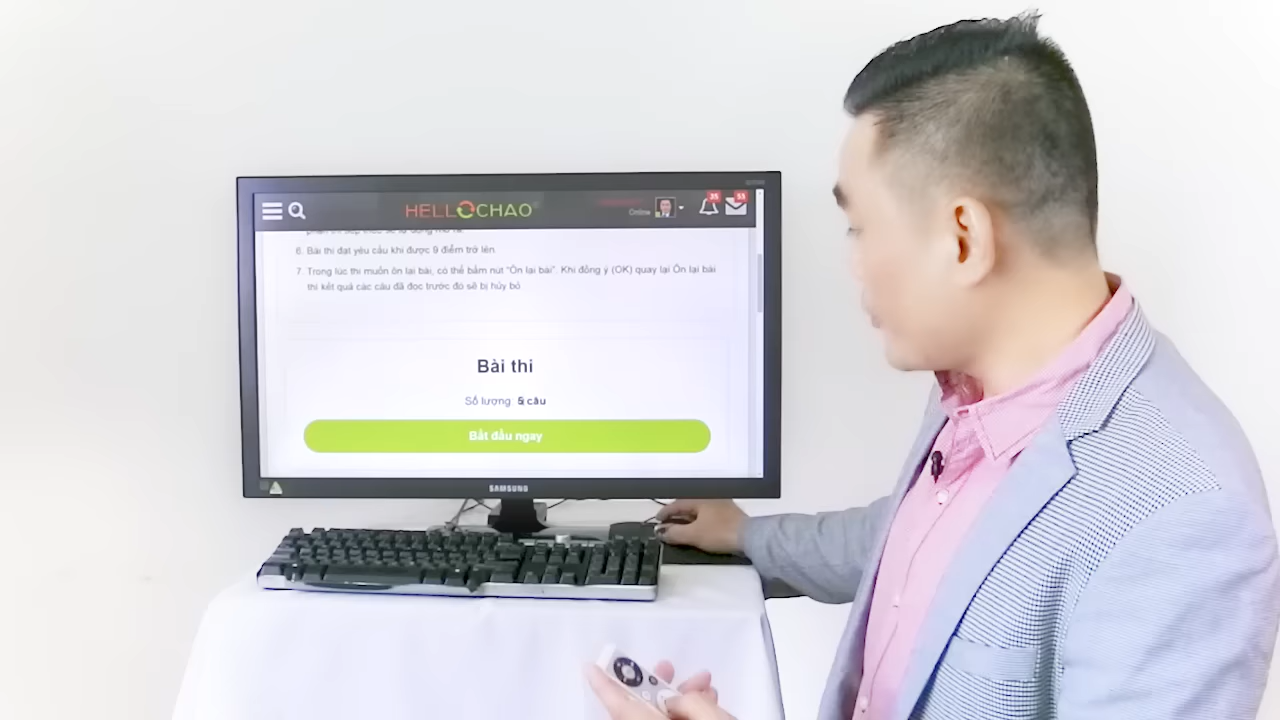 HELLOCHAO
Online
35
53
6. Bài thi đạt yêu cầu khi được 9 điểm trở lên.
7. Trong lúc thi muốn ôn lại bài, có thể bấm nút "Ôn lại bài". Khi đồng ý (OK) quay lại Ôn lại bài
thi kết quả các câu đã đọc trước đó sẽ bị hủy bỏ
Bài thi
Số lượng: 5 câu
Bắt đầu ngay
SAMSUNG